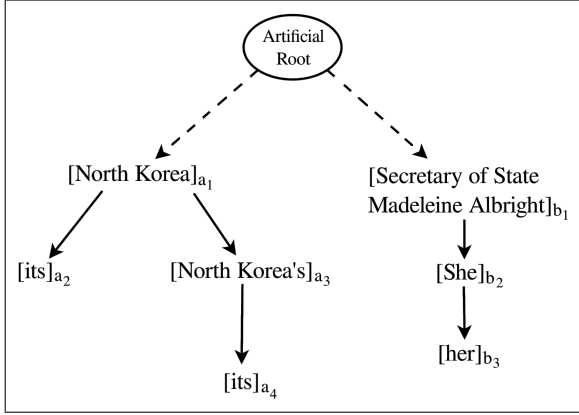 Artificial
Root
[North Korea]a1
[Secretary of State
Madeleine Albright]b1
[its]a2
[North Korea's]a3
[She]b2
[her]b3
[its]a4